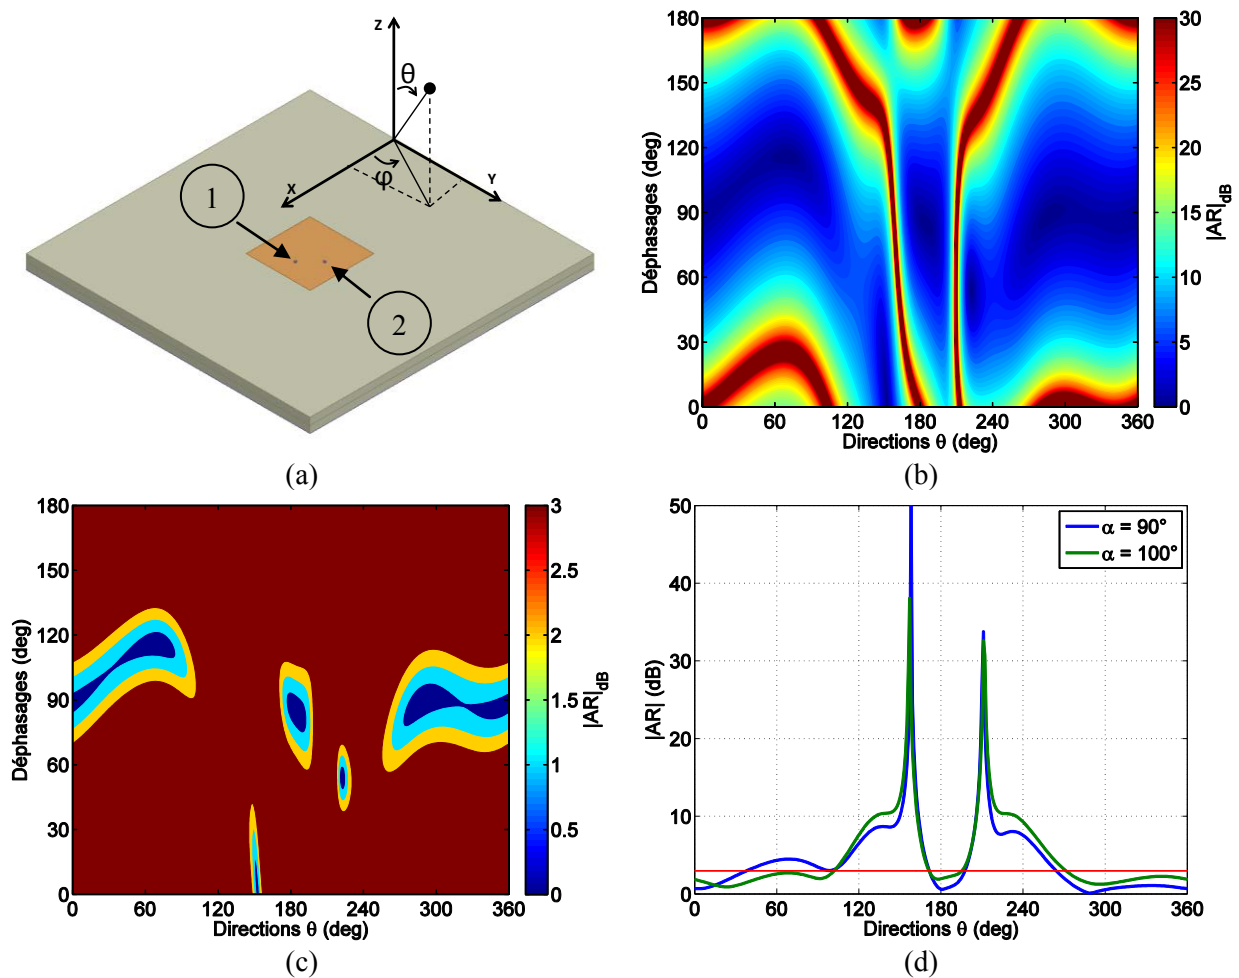 z
θ
φ
x
Y
1
2
(a)
180
150
120
90
60
30
0
Déphasages (deg)
0 60 120 180 240 300 360
Directions θ (deg)
30
25
20
15
10
5
0
|AR|dB
(b)
180
150
120
90
60
30
0
Déphasages (deg)
0 60 120 180 240 300 360
Directions θ (deg)
3
2.5
2
1.5
1
0.5
0
|AR|dB
(c)
50
40
30
20
10
0
|AR| (dB)
α = 90°
α = 100°
0 60 120 180 240 300 360
Directions θ (deg)
(d)